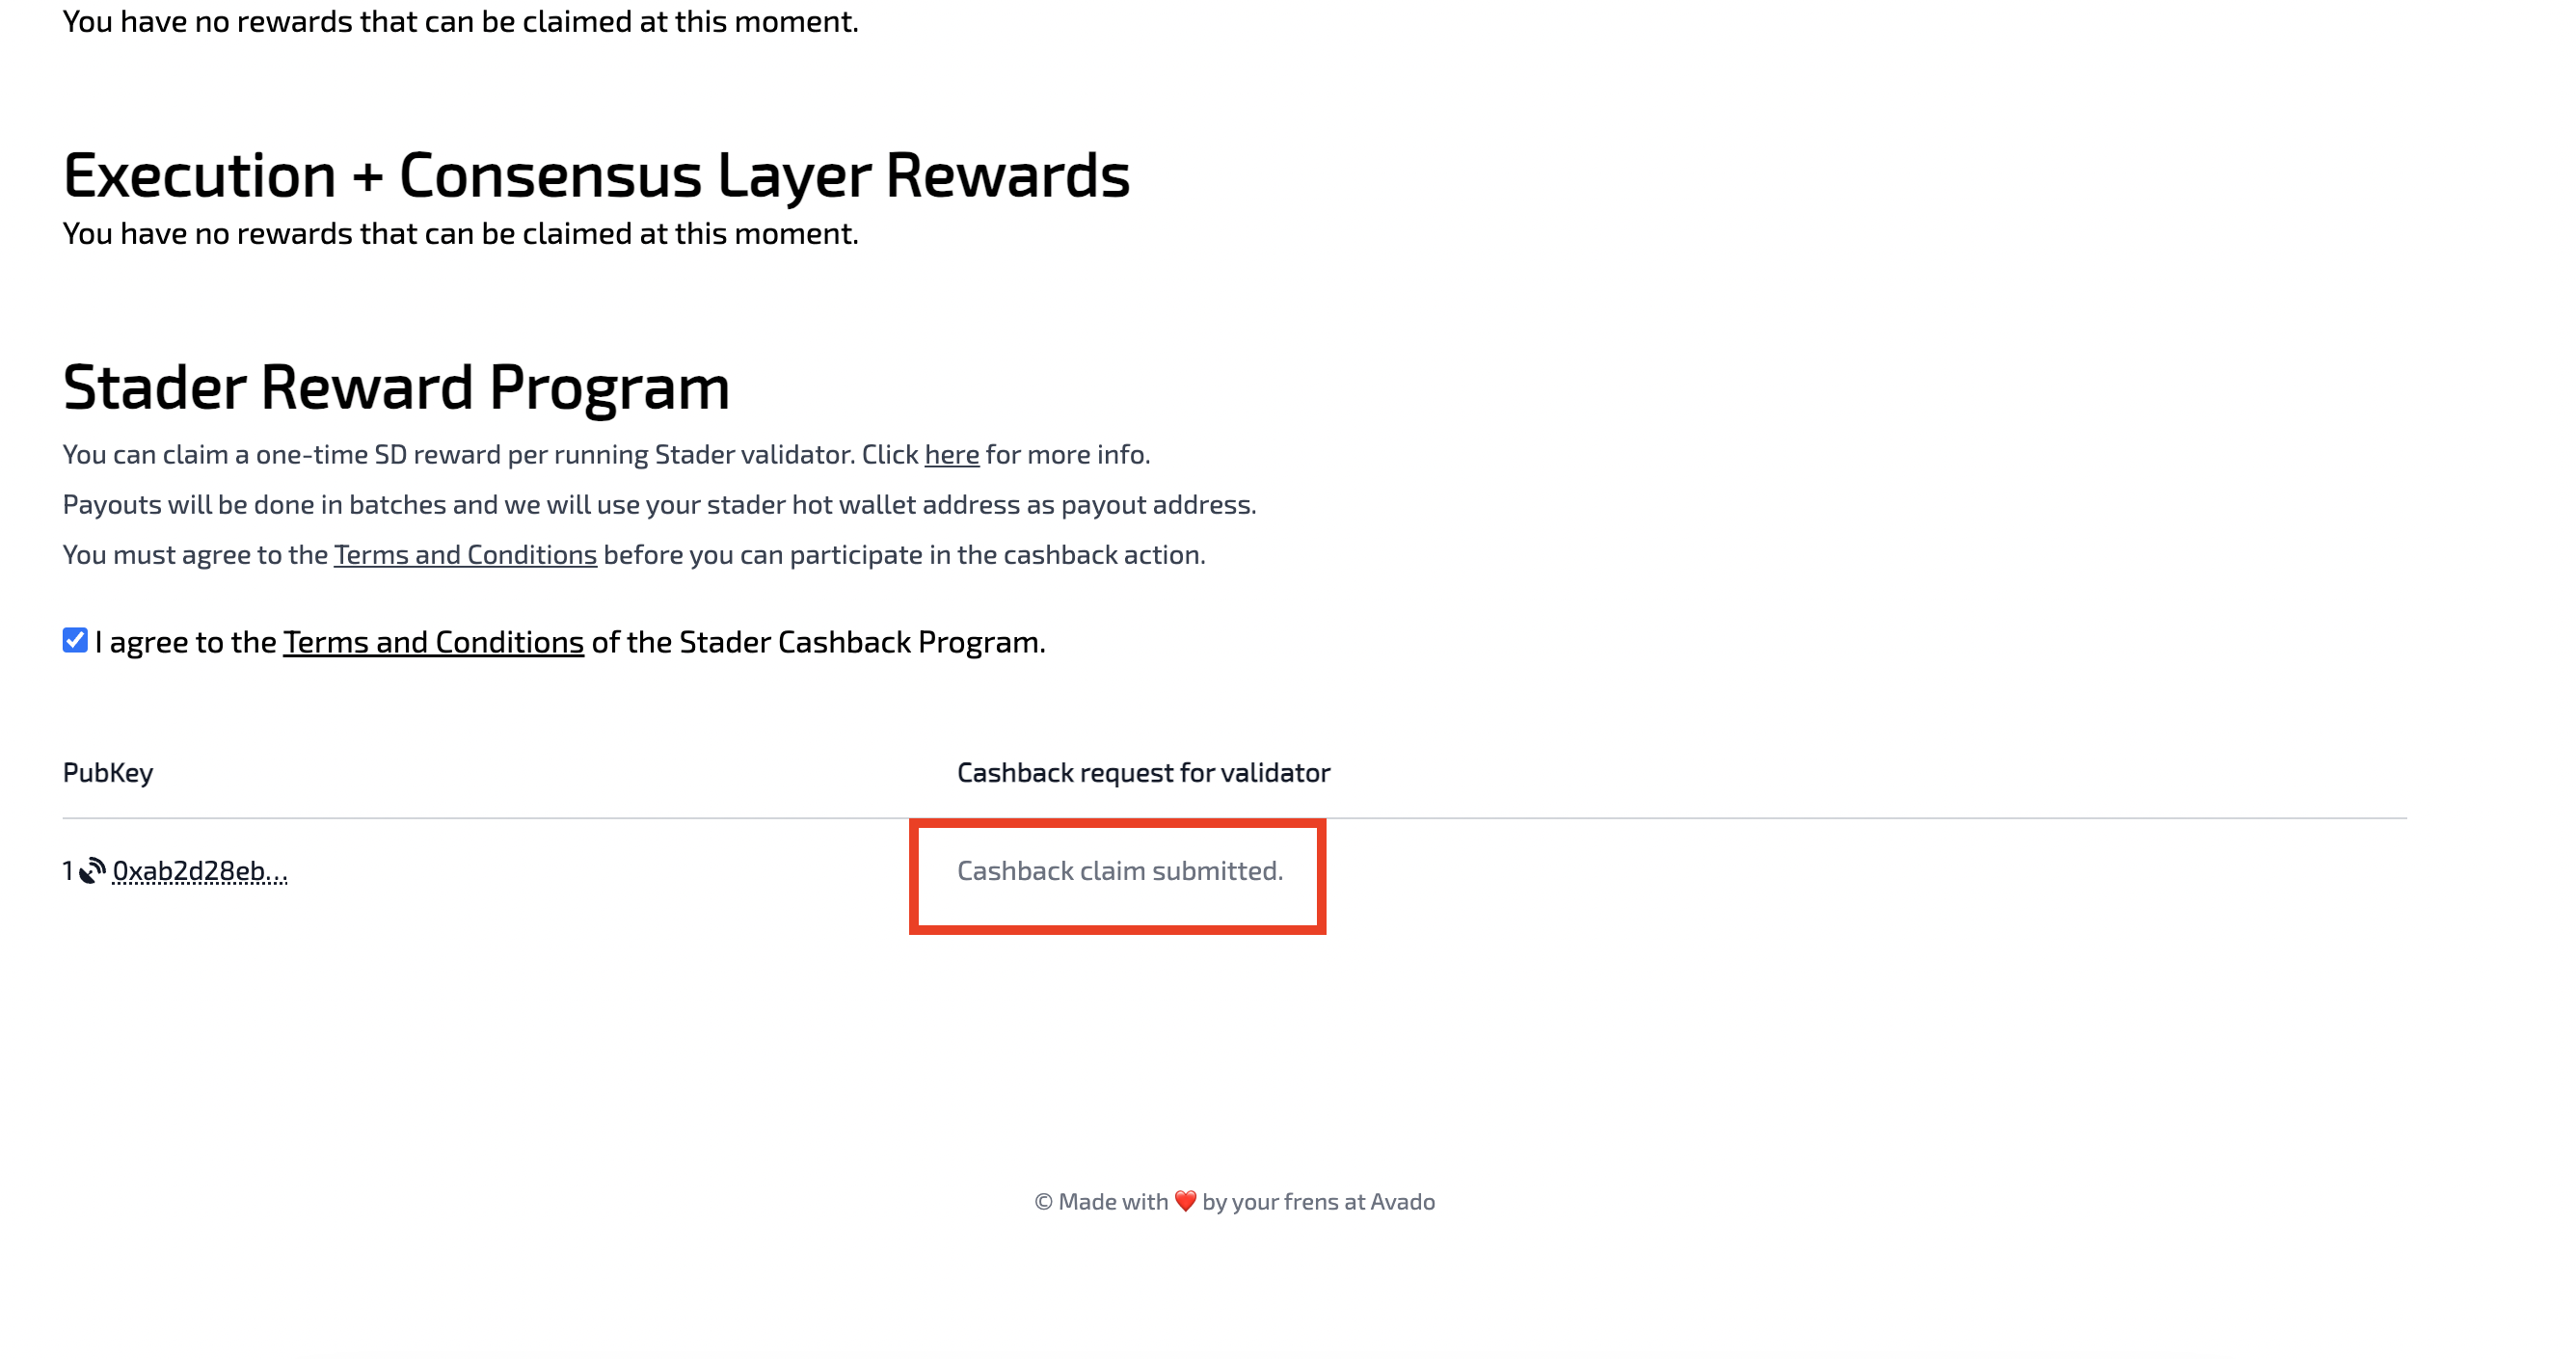 You have no rewards that can be claimed at this moment.
Execution + Consensus Layer Rewards
You have no rewards that can be claimed at this moment.
Stader Reward Program
You can claim a one-time SD reward per running Stader validator. Click here for more info.
Payouts will be done in batches and we will use your stader hot wallet address as payout address.
You must agree to the Terms and Conditions before you can participate in the cashback action.
I agree to the Terms and Conditions of the Stader Cashback Program.
PubKey Cashback request for validator
1 0xab2d28eb... Cashback claim submitted.
© Made with ❤️ by your frens at Avado